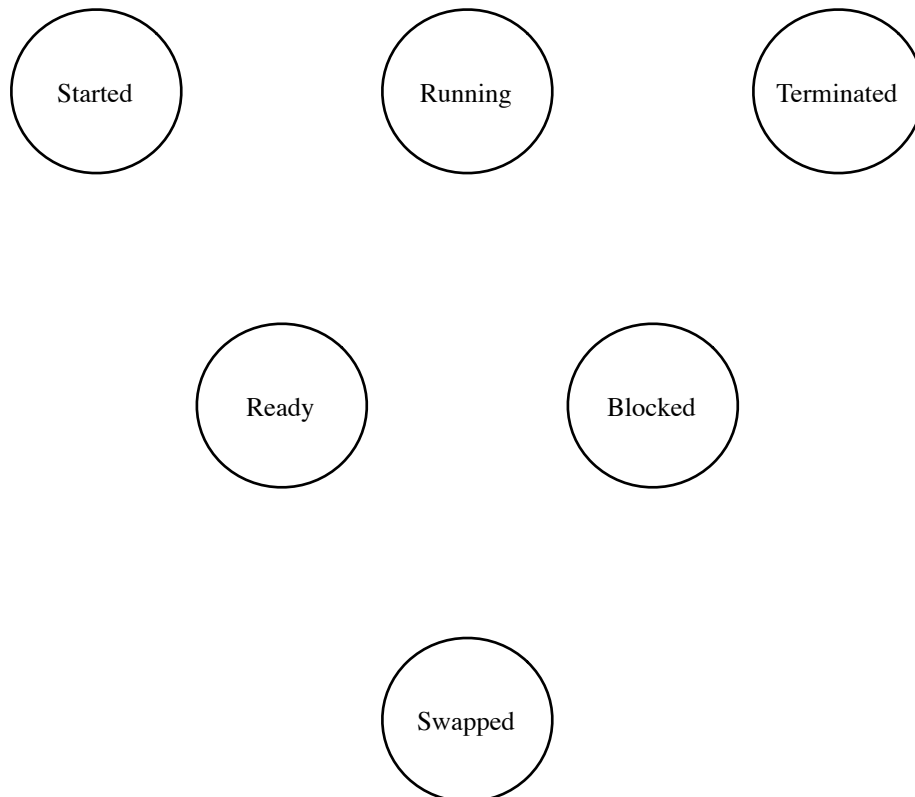 Started
Running
Terminated
Ready
Blocked
Swapped